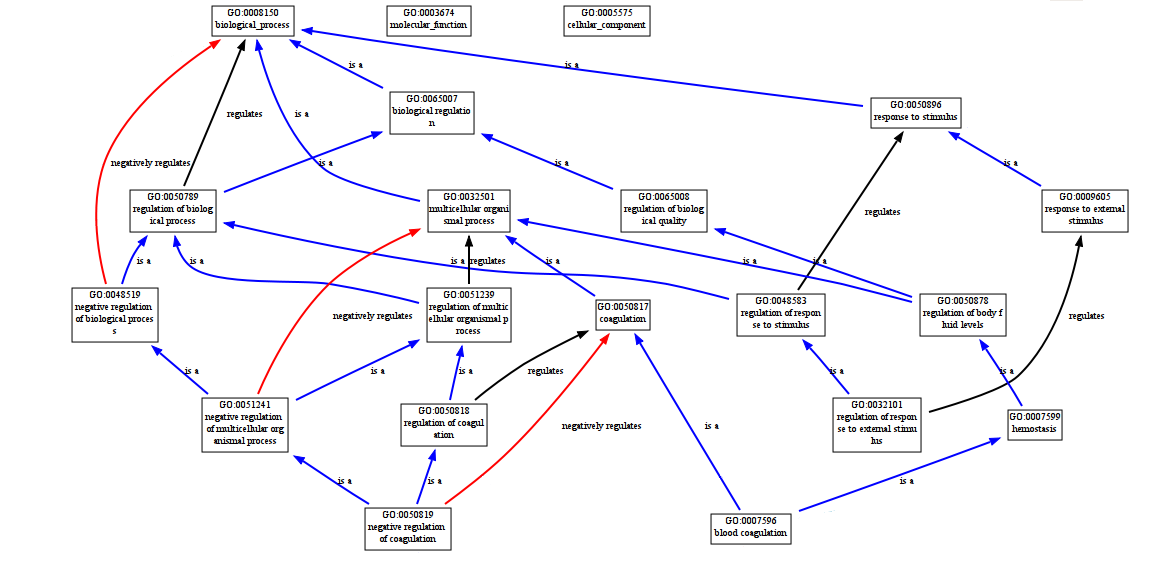 GO:0008150
biological_process
GO:0003674
molecular_function
GO:0005575
cellular_component
is a
is a
GO:0065007
biological regulatio
n
GO:0050896
response to stimulus
regulates
is a
negatively regulates
is a
is a
is a
GO:0050789
regulation of biolog
ical process
GO:0032501
multicellular organi
smal process
GO:0065008
regulation of biolog
ical quality
GO:0009605
response to external
stimulus
regulates
is a
is a
is a
regulates
is a
is a
is a
GO:0048519
negative regulation
of biological proces
s
GO:0051239
regulation of multic
ellular organismal p
rocess
GO:0050817
coagulation
GO:0048583
regulation of respon
se to stimulus
GO:0050878
regulation of body f
luid levels
negatively regulates
regulates
is a
is a
is a
regulates
is a
is a
GO:0051241
negative regulation
of multicellular org
anismal process
GO:0050818
regulation of coagul
ation
GO:0032101
regulation of respon
se to external stimu
lus
GO:0007599
hemostasis
negatively regulates
is a
is a
is a
is a
GO:0050819
negative regulation
of coagulation
GO:0007596
blood coagulation